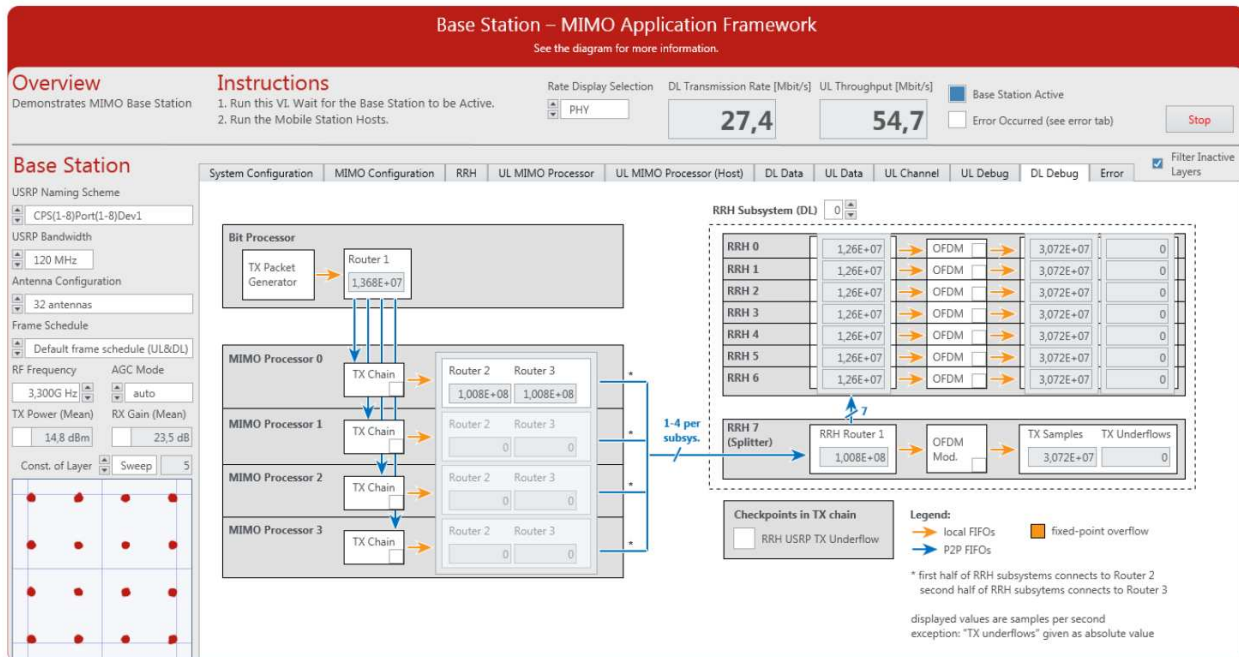 Base Station – MIMO Application Framework
See the diagram for more information.
Overview
Demonstrates MIMO Base Station
Instructions
1. Run this VI. Wait for the Base Station to be Active.
2. Run the Mobile Station Hosts.
Rate Display Selection
PHY
DL Transmission Rate [Mbit/s]
27,4
UL Throughput [Mbit/s]
54,7
Base Station Active
Error Occurred (see error tab)
Stop
Base Station
USRP Naming Scheme
CPS(1-8)Port(1-8)Dev1
USRP Bandwidth
120 MHz
Antenna Configuration
32 antennas
Frame Schedule
Default frame schedule (UL&DL)
RF Frequency AGC Mode
3,300G Hz auto
TX Power (Mean) RX Gain (Mean)
14,8 dBm 23,5 dB
Const. of Layer Sweep 5
System Configuration MIMO Configuration RRH UL MIMO Processor UL MIMO Processor (Host) DL Data UL Data UL Channel UL Debug DL Debug Error
Filter Inactive
Layers
Bit Processor
TX Packet
Generator
Router 1
1,368E+07
MIMO Processor 0
TX Chain
Router 2 Router 3
1,008E+08 1,008E+08
*
MIMO Processor 1
TX Chain
Router 2 Router 3
0 0
*
MIMO Processor 2
TX Chain
Router 2 Router 3
0 0
*
MIMO Processor 3
TX Chain
Router 2 Router 3
0 0
*
1-4 per
subsys.
RRH Subsystem (DL) 0
RRH 0 1,26E+07 OFDM 3,072E+07 0
RRH 1 1,26E+07 OFDM 3,072E+07 0
RRH 2 1,26E+07 OFDM 3,072E+07 0
RRH 3 1,26E+07 OFDM 3,072E+07 0
RRH 4 1,26E+07 OFDM 3,072E+07 0
RRH 5 1,26E+07 OFDM 3,072E+07 0
RRH 6 1,26E+07 OFDM 3,072E+07 0
7
RRH 7
(Splitter)
RRH Router 1
1,008E+08
OFDM
Mod.
TX Samples TX Underflows
3,072E+07 0
Checkpoints in TX chain
RRH USRP TX Underflow
Legend:
local FIFOs
P2P FIFOs
fixed-point overflow
* first half of RRH subsystems connects to Router 2
second half of RRH subsytems connects to Router 3
displayed values are samples per second
exception: "TX underflows" given as absolute value